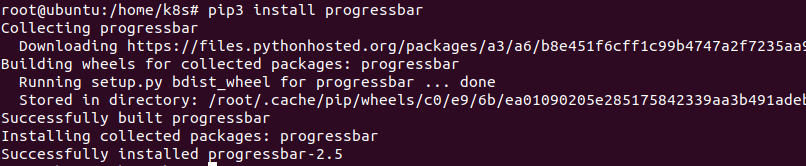 root@ubuntu:/home/k8s# pip3 install progressbar
Collecting progressbar
  Downloading https://files.pythonhosted.org/packages/a3/a6/b8e451f6cff1c99b4747a2f7235aa9
Building wheels for collected packages: progressbar
  Running setup.py bdist_wheel for progressbar ... done
  Stored in directory: /root/.cache/pip/wheels/c0/e9/6b/ea01090205e285175842339aa3b491adeb
Successfully built progressbar
Installing collected packages: progressbar
Successfully installed progressbar-2.5